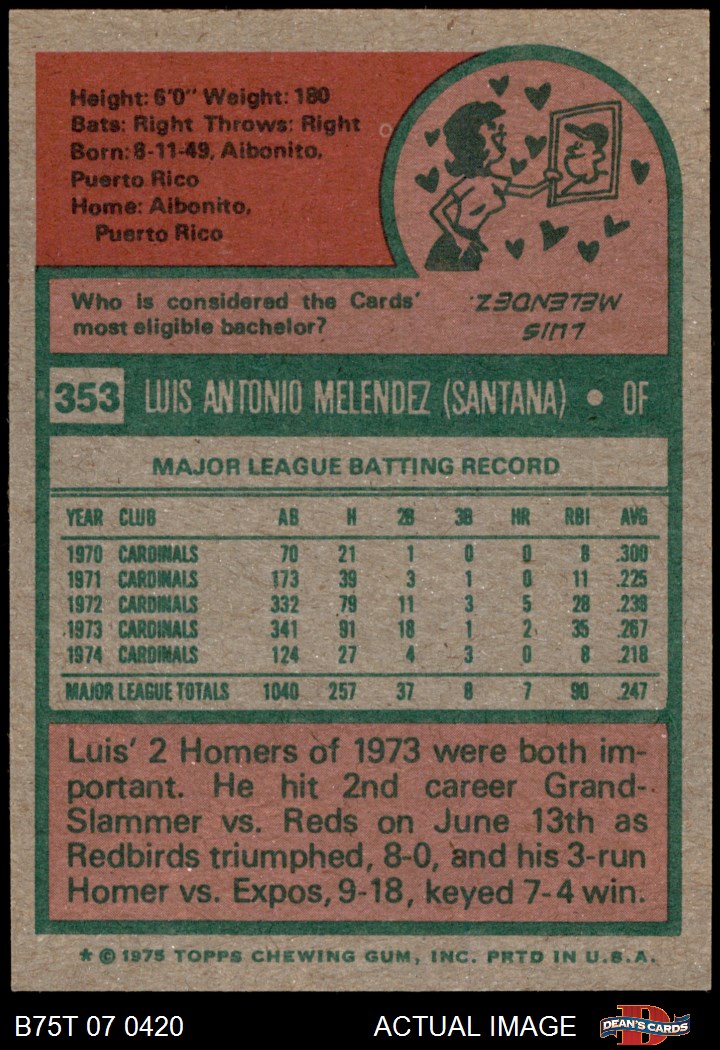 Height: 6'0" Weight: 180
Bats: Right Throws: Right
Born: 8-11-49, Aibonito,
Puerto Rico
Home: Aibonito,
Puerto Rico
Who is considered the Cards'
most eligible bachelor?
LUIS
MELENDEZ
353 LUIS ANTONIO MELENDEZ (SANTANA) • OF
MAJOR LEAGUE BATTING RECORD
YEAR CLUB AB H 2B 3B HR RBI AVG
1970 CARDINALS 70 21 1 0 0 8 .300
1971 CARDINALS 173 39 3 1 0 11 .225
1972 CARDINALS 332 79 11 3 5 28 .238
1973 CARDINALS 341 91 18 1 2 35 .267
1974 CARDINALS 124 27 4 3 0 8 .218
MAJOR LEAGUE TOTALS 1040 257 37 8 7 90 .247
Luis' 2 Homers of 1973 were both im-
portant. He hit 2nd career Grand-
Slammer vs. Reds on June 13th as
Redbirds triumphed, 8-0, and his 3-run
Homer vs. Expos, 9-18, keyed 7-4 win.
* © 1975 TOPPS CHEWING GUM, INC. PRTD IN U.S.A.
B75T 07 0420 ACTUAL IMAGE D DEAN'S CARDS